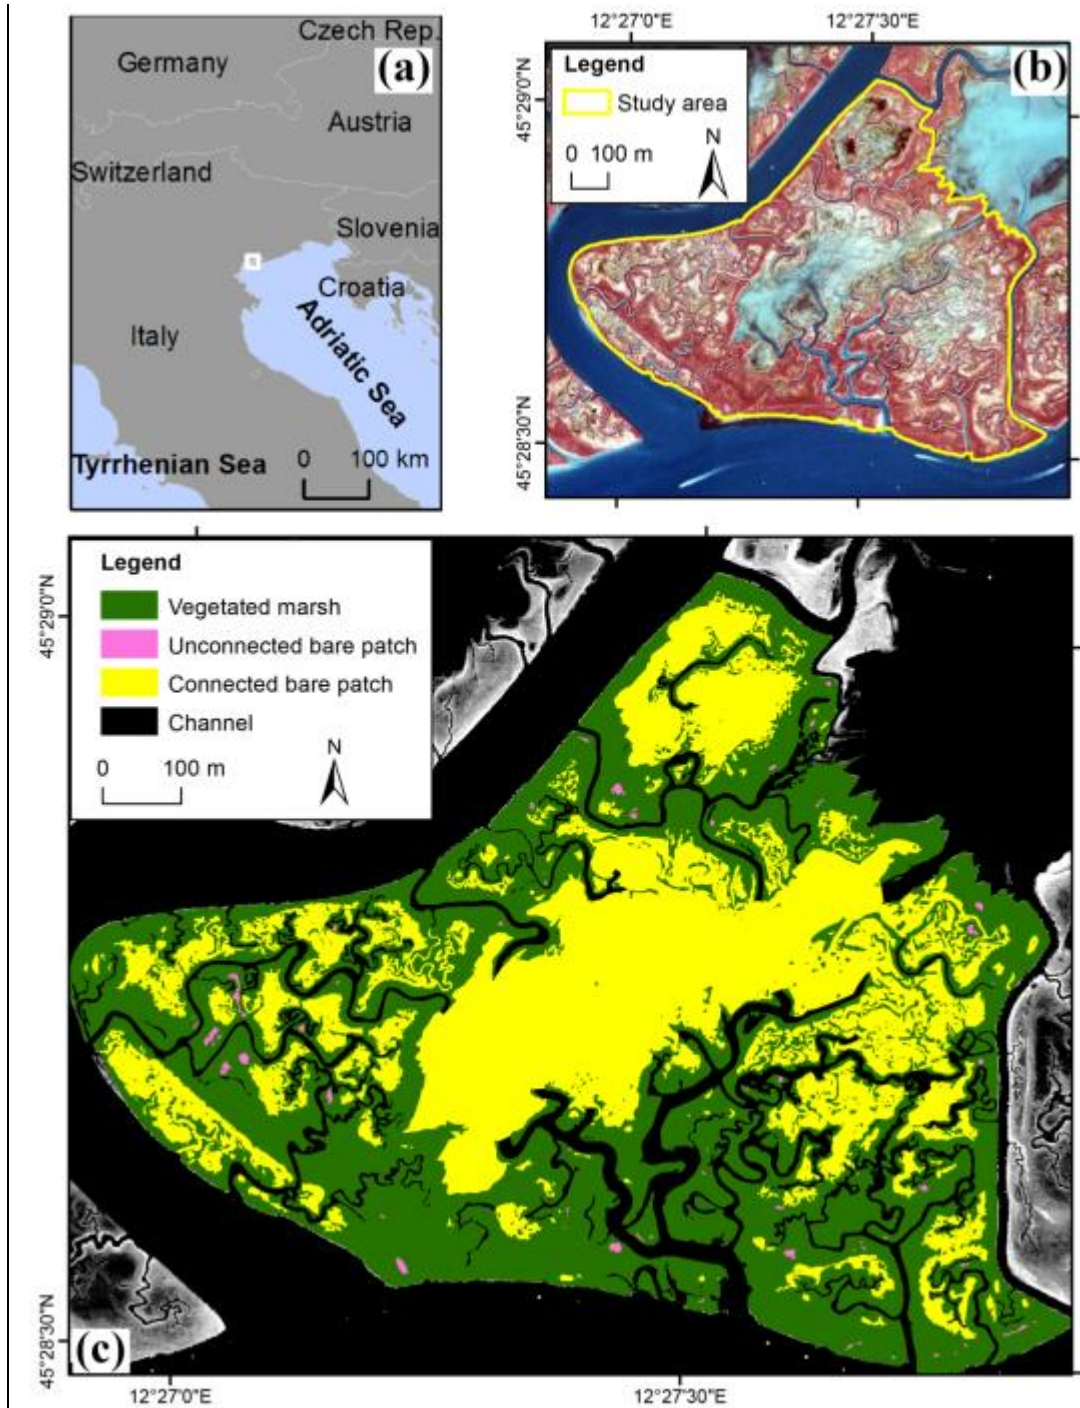 Czech Rep.
(a)
Germany
Austria
Switzerland
Slovenia
Croatia
Italy
Adriatic Sea
Tyrrhenian Sea
0 100 km
12°27'0"E 12°27'30"E
(b)
Legend
Study area
0 100 m
N
45°29'0"N
45°28'30"N
Legend
Vegetated marsh
Unconnected bare patch
Connected bare patch
Channel
0 100 m
N
45°29'0"N
45°28'30"N
(c)
12°27'0"E 12°27'30"E